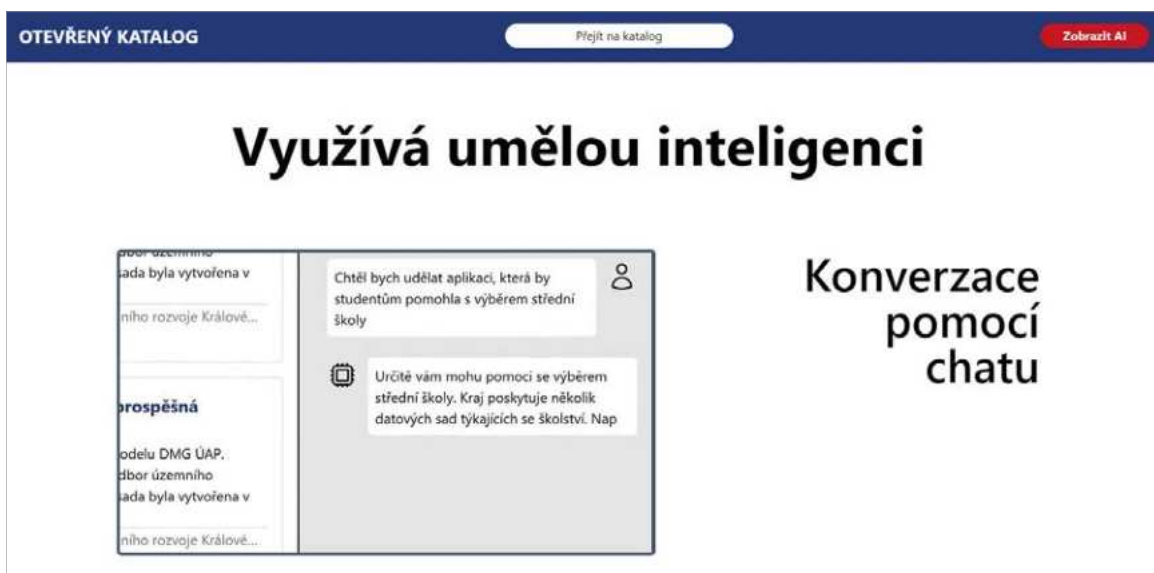 OTEVŘENÝ KATALOG
Přejít na katalog
Zobrazit AI
Využívá umělou inteligenci
sada byla vytvořena v
ního rozvoje Králové...
prospěšná
odelu DMG ÚAP.
dbor územního
sada byla vytvořena v
ního rozvoje Králové...
Chtěl bych udělat aplikaci, která by
studentům pomohla s výběrem střední
školy
Určitě vám mohu pomoci se výběrem
střední školy. Kraj poskytuje několik
datových sad týkajících se školství. Nap
Konverzace
pomocí
chatu